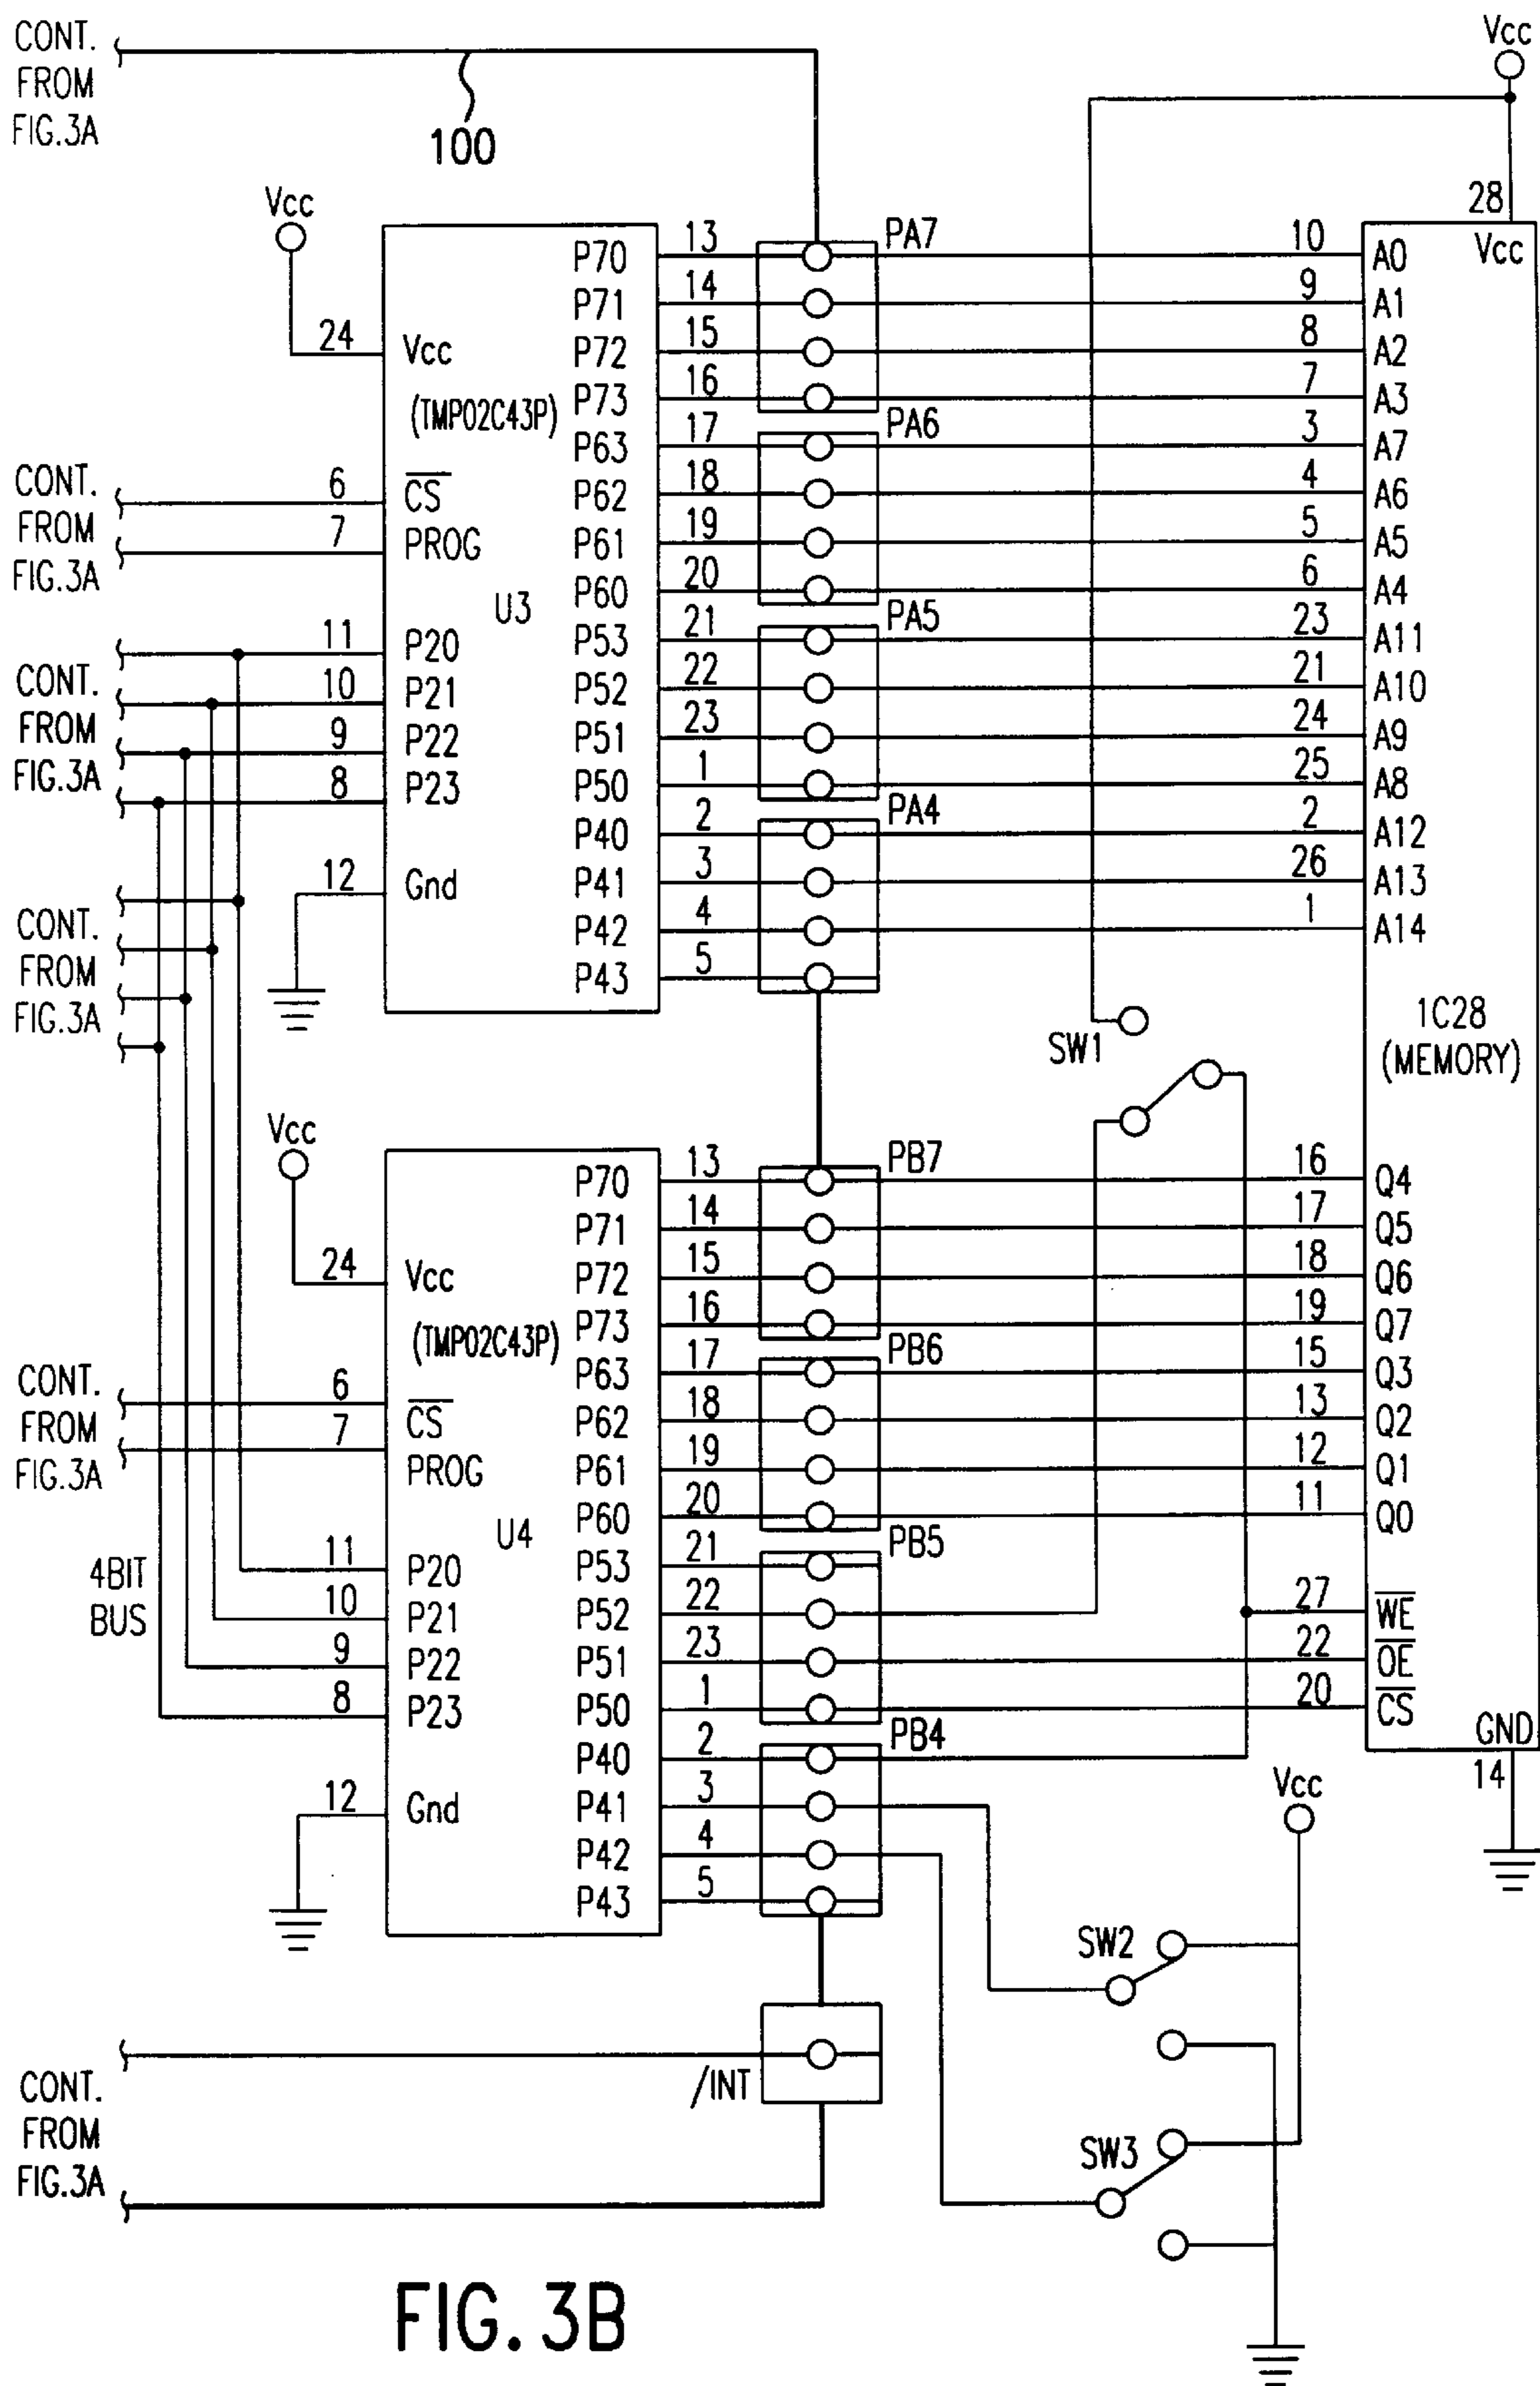 CONT.
FROM
FIG.3A
100
Vcc
28
Vcc
24
Vcc
(TMP02C43P)
CONT.
FROM
FIG.3A
6
CS
7
PROG
U3
CONT.
FROM
FIG.3A
11
P20
10
P21
9
P22
8
P23
12
Gnd
CONT.
FROM
FIG.3A
P70 13 PA7 10 A0 Vcc
P71 14 9 A1
P72 15 8 A2
P73 16 7 A3
P63 17 PA6 3 A7
P62 18 4 A6
P61 19 5 A5
P60 20 6 A4
P53 21 PA5 23 A11
P52 22 21 A10
P51 23 24 A9
P50 1 25 A8
P40 2 PA4 2 A12
P41 3 26 A13
P42 4 1 A14
P43 5
SW1
1C28
(MEMORY)
Vcc
24
Vcc
(TMP02C43P)
CONT.
FROM
FIG.3A
6
CS
7
PROG
U4
4BIT
BUS
11
P20
10
P21
9
P22
8
P23
12
Gnd
P70 13 PB7 16 Q4
P71 14 17 Q5
P72 15 18 Q6
P73 16 19 Q7
P63 17 PB6 15 Q3
P62 18 13 Q2
P61 19 12 Q1
P60 20 11 Q0
P53 21 PB5
P52 22 27 WE
P51 23 22 OE
P50 1 20 CS
P40 2 PB4 GND
P41 3 14
P42 4
P43 5
Vcc
SW2
/INT
CONT.
FROM
FIG.3A
SW3
FIG. 3B